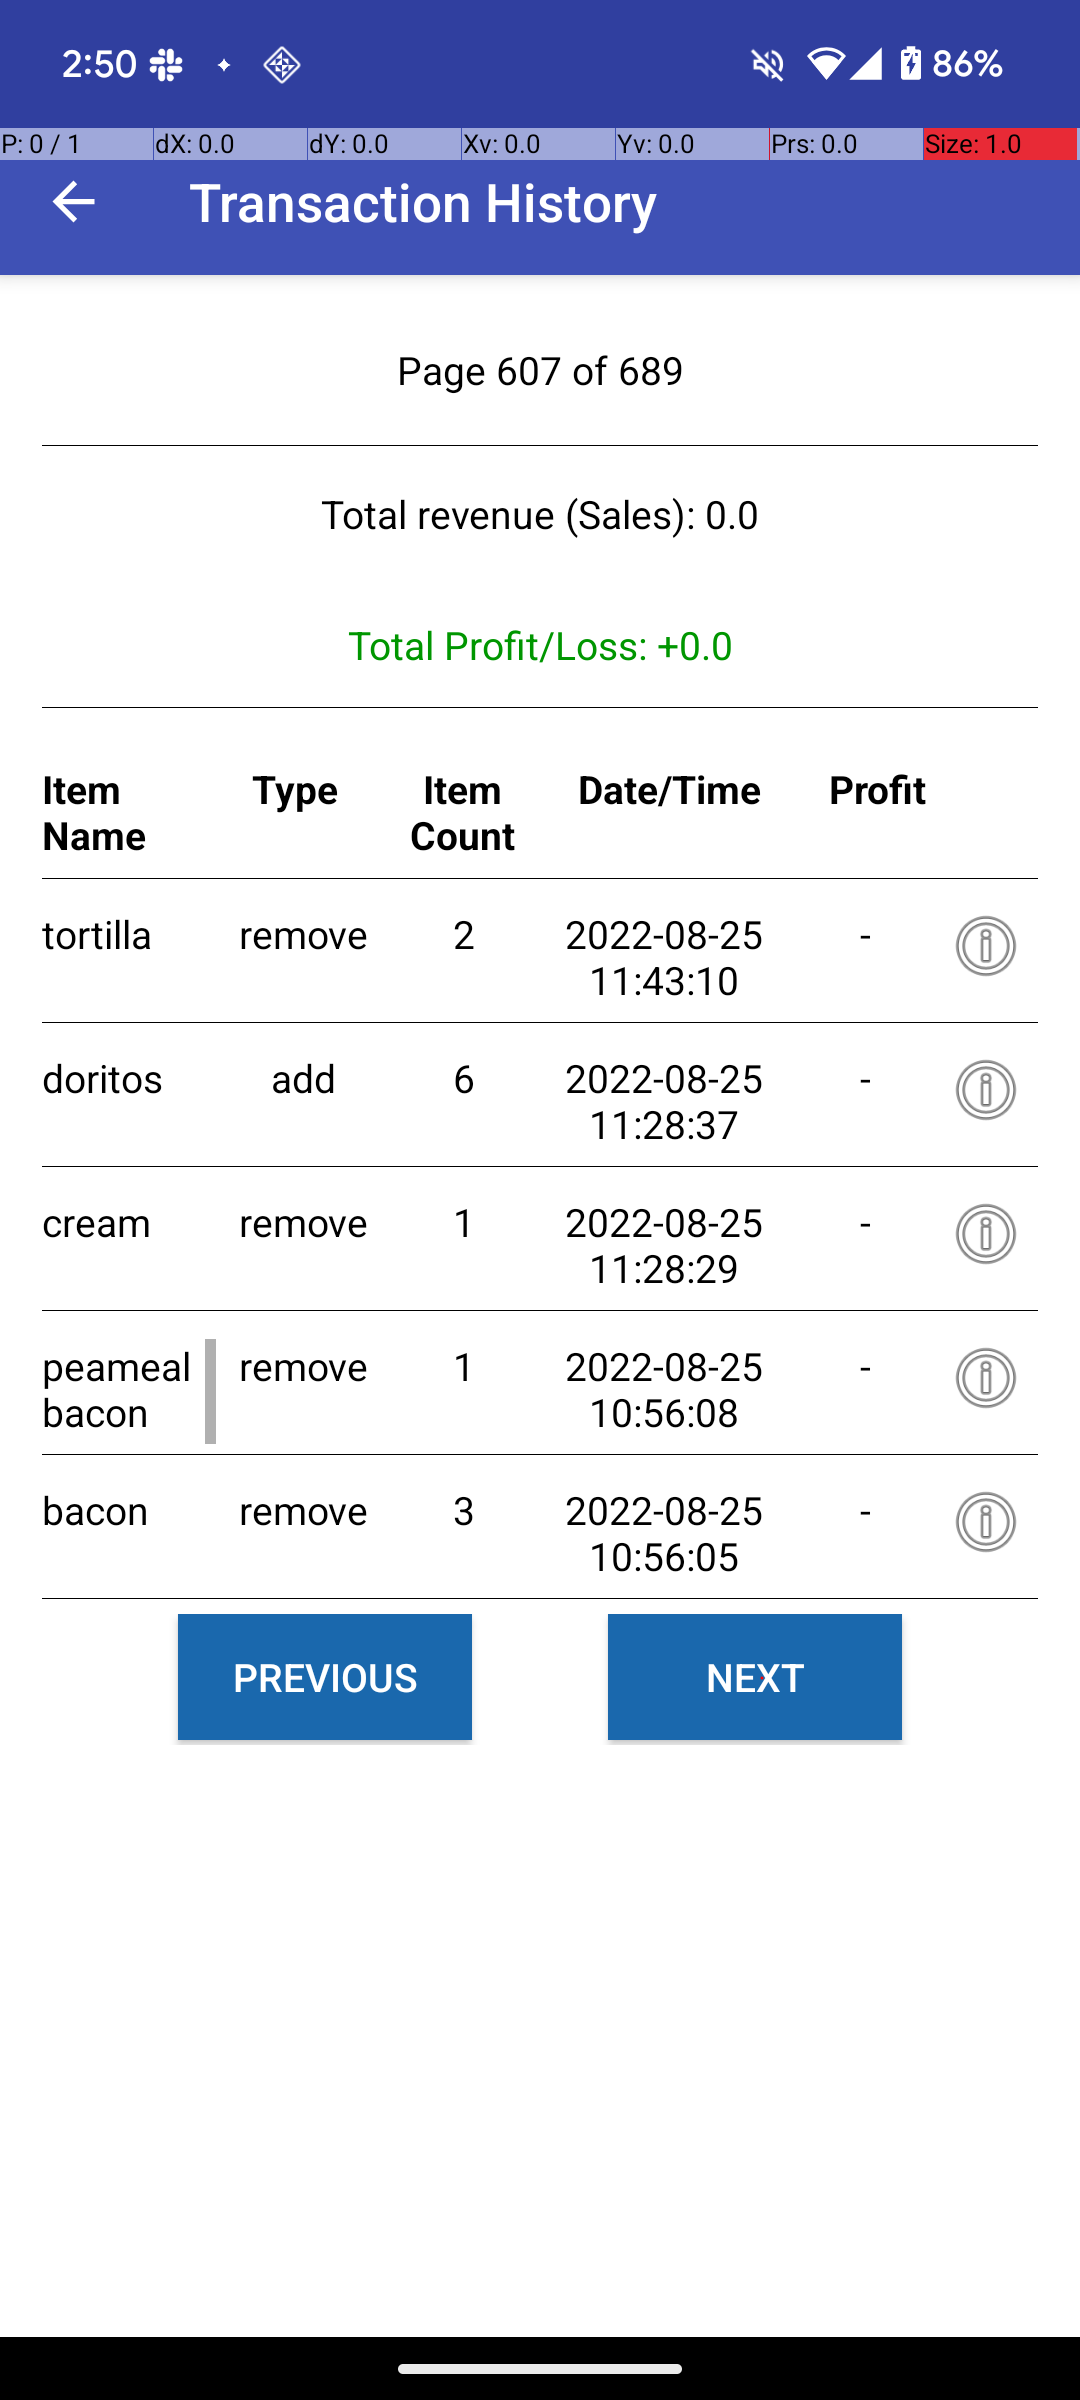 2:50 86%
P: 0 / 1 dX: 0.0 dY: 0.0 Xv: 0.0 Yv: 0.0 Prs: 0.0 Size: 1.0
Transaction History
Page 607 of 689
Total revenue (Sales): 0.0
Total Profit/Loss: +0.0
Item Name Type Item Count Date/Time Profit
tortilla remove 2 2022-08-25 11:43:10 -
doritos add 6 2022-08-25 11:28:37 -
cream remove 1 2022-08-25 11:28:29 -
peameal bacon remove 1 2022-08-25 10:56:08 -
bacon remove 3 2022-08-25 10:56:05 -
PREVIOUS NEXT